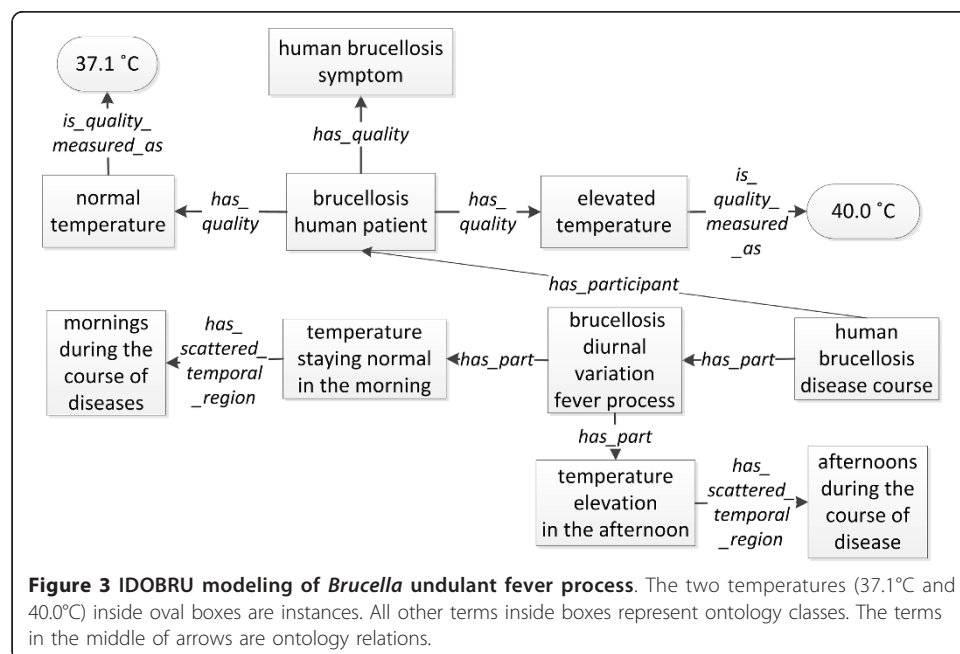 37.1 ˚C
human brucellosis
symptom
is_quality_
measured_as
has_quality
normal
temperature
has_
quality
brucellosis
human patient
has_
quality
elevated
temperature
is_
quality_
measured
_as
40.0 ˚C
has_participant
mornings
during the
course of
diseases
has_
scattered_
temporal
_region
temperature
staying normal
in the morning
has_part
brucellosis
diurnal
variation
fever process
has_part
human
brucellosis
disease course
has_part
temperature
elevation
in the afternoon
has_
scattered_
temporal
_region
afternoons
during the
course of
disease
Figure 3 IDOBRU modeling of Brucella undulant fever process. The two temperatures (37.1°C and
40.0°C) inside oval boxes are instances. All other terms inside boxes represent ontology classes. The terms
in the middle of arrows are ontology relations.